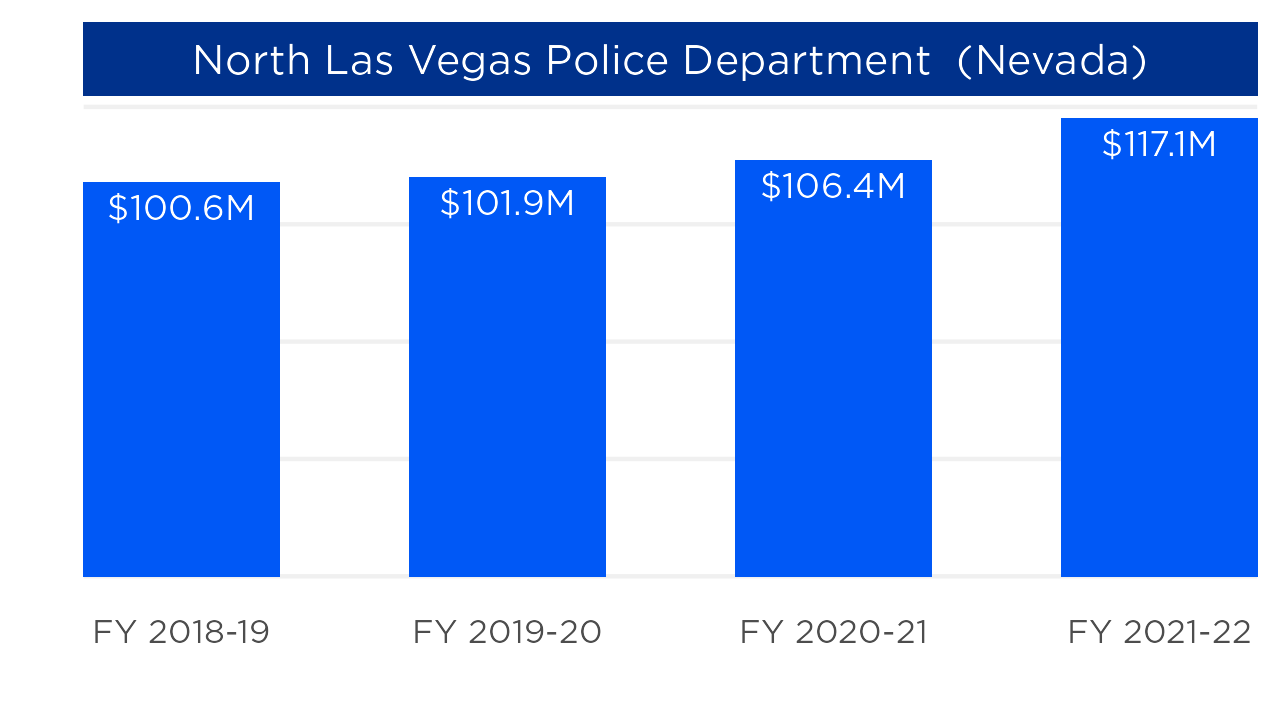 North Las Vegas Police Department (Nevada)
$100.6M
$101.9M
$106.4M
$117.1M
FY 2018-19
FY 2019-20
FY 2020-21
FY 2021-22